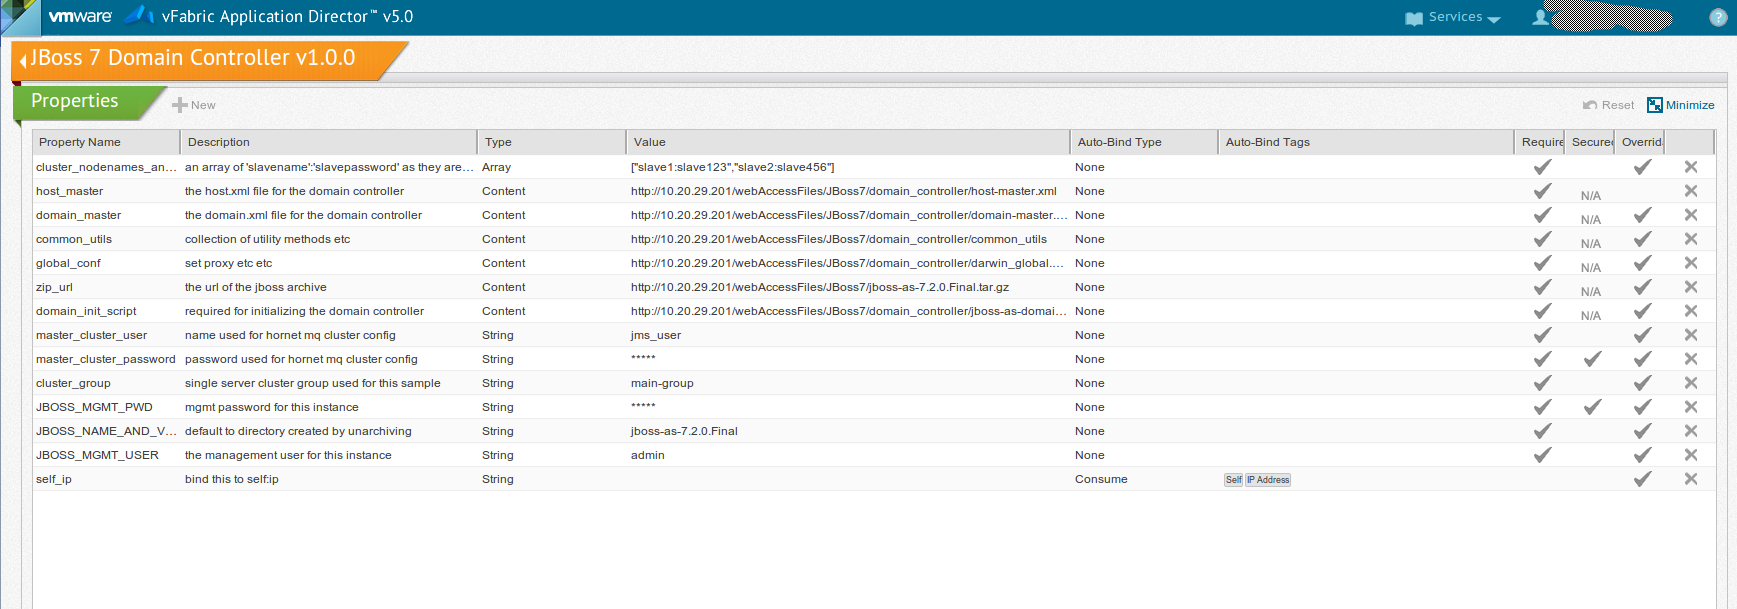 vmware vFabric Application Director™ v5.0 Services ?
JBoss 7 Domain Controller v1.0.0
Properties New Reset Minimize
Property Name Description Type Value Auto-Bind Type Auto-Bind Tags Require Secure Overrid
cluster_nodenames_an... an array of 'slavename':'slavepassword' as they are... Array ["slave1:slave123","slave2:slave456"] None
host_master the host.xml file for the domain controller Content http://10.20.29.201/webAccessFiles/JBoss7/domain_controller/host-master.xml None N/A
domain_master the domain.xml file for the domain controller Content http://10.20.29.201/webAccessFiles/JBoss7/domain_controller/domain-master.... None N/A
common_utils collection of utility methods etc Content http://10.20.29.201/webAccessFiles/JBoss7/domain_controller/common_utils None N/A
global_conf set proxy etc etc Content http://10.20.29.201/webAccessFiles/JBoss7/domain_controller/darwin_global.... None N/A
zip_url the url of the jboss archive Content http://10.20.29.201/webAccessFiles/JBoss7/jboss-as-7.2.0.Final.tar.gz None N/A
domain_init_script required for initializing the domain controller Content http://10.20.29.201/webAccessFiles/JBoss7/domain_controller/jboss-as-domai... None N/A
master_cluster_user name used for hornet mq cluster config String jms_user None
master_cluster_password password used for hornet mq cluster config String ***** None
cluster_group single server cluster group used for this sample String main-group None
JBOSS_MGMT_PWD mgmt password for this instance String ***** None
JBOSS_NAME_AND_V... default to directory created by unarchiving String jboss-as-7.2.0.Final None
JBOSS_MGMT_USER the management user for this instance String admin None
self_ip bind this to self:ip String Consume Self IP Address